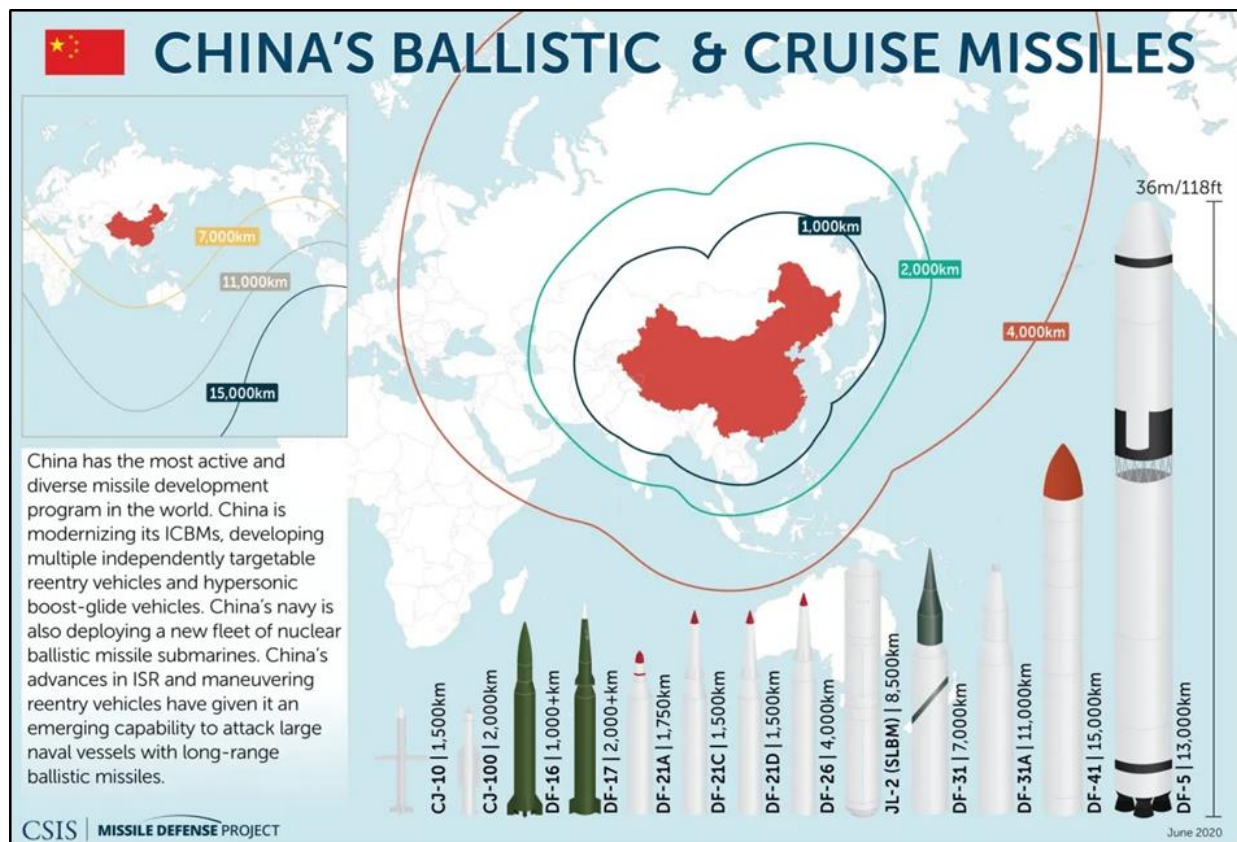 CHINA'S BALLISTIC & CRUISE MISSILES
7,000km
11,000km
15,000km
1,000km
2,000km
4,000km
36m/118ft
China has the most active and
diverse missile development
program in the world. China is
modernizing its ICBMs, developing
multiple independently targetable
reentry vehicles and hypersonic
boost-glide vehicles. China's navy is
also deploying a new fleet of nuclear
ballistic missile submarines. China's
advances in ISR and maneuvering
reentry vehicles have given it an
emerging capability to attack large
naval vessels with long-range
ballistic missiles.
CJ-10 | 1,500km
CJ-100 | 2,000km
DF-16 | 1,000+km
DF-17 | 2,000+km
DF-21A | 1,750km
DF-21C | 1,500km
DF-21D | 1,500km
DF-26 | 4,000km
JL-2 (SLBM) | 8,500km
DF-31 | 7,000km
DF-31A | 11,000km
DF-41 | 15,000km
DF-5 | 13,000km
CSIS | MISSILE DEFENSE PROJECT
June 2020